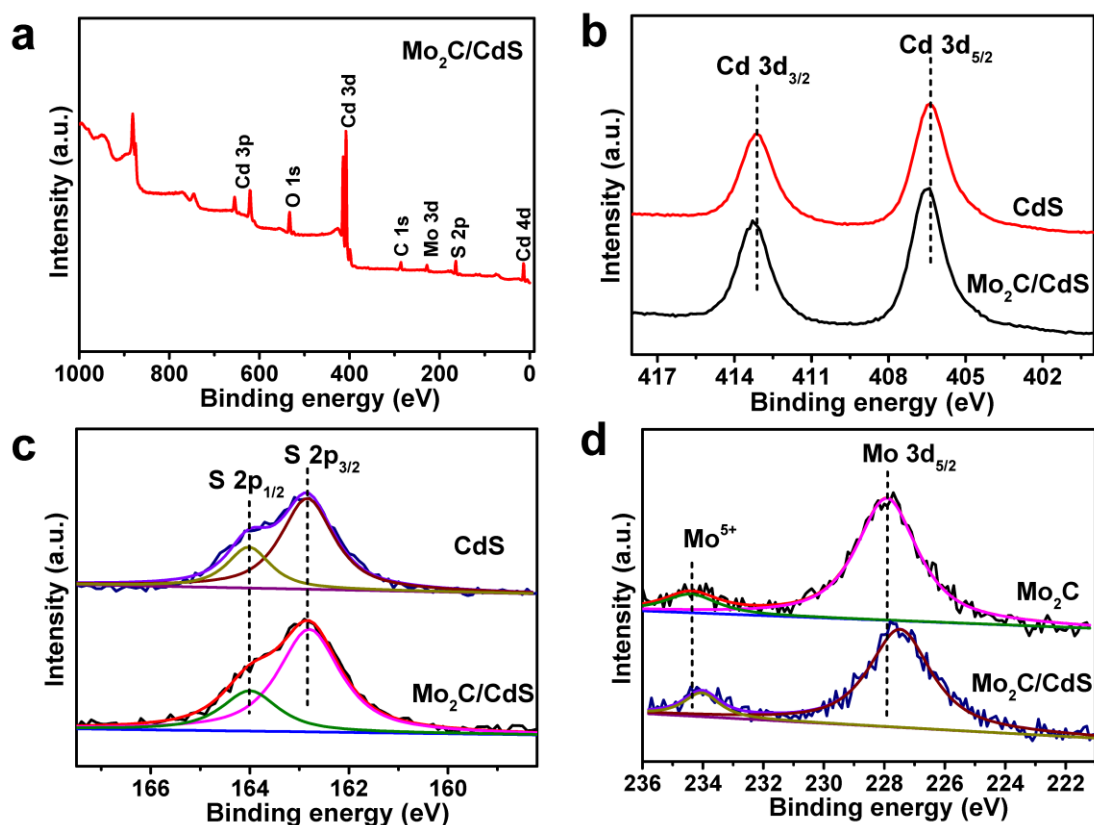 a
Mo₂C/CdS
Cd 3p
O 1s
Cd 3d
C 1s
Mo 3d
S 2p
Cd 4d
Intensity (a.u.)
1000 800 600 400 200 0
Binding energy (eV)
b
Cd 3d₃/₂
Cd 3d₅/₂
CdS
Mo₂C/CdS
Intensity (a.u.)
417 414 411 408 405 402
Binding energy (eV)
c
S 2p₁/₂
S 2p₃/₂
CdS
Mo₂C/CdS
Intensity (a.u.)
166 164 162 160
Binding energy (eV)
d
Mo 3d₅/₂
Mo⁵⁺
Mo₂C
Mo₂C/CdS
Intensity (a.u.)
236 234 232 230 228 226 224 222
Binding energy (eV)